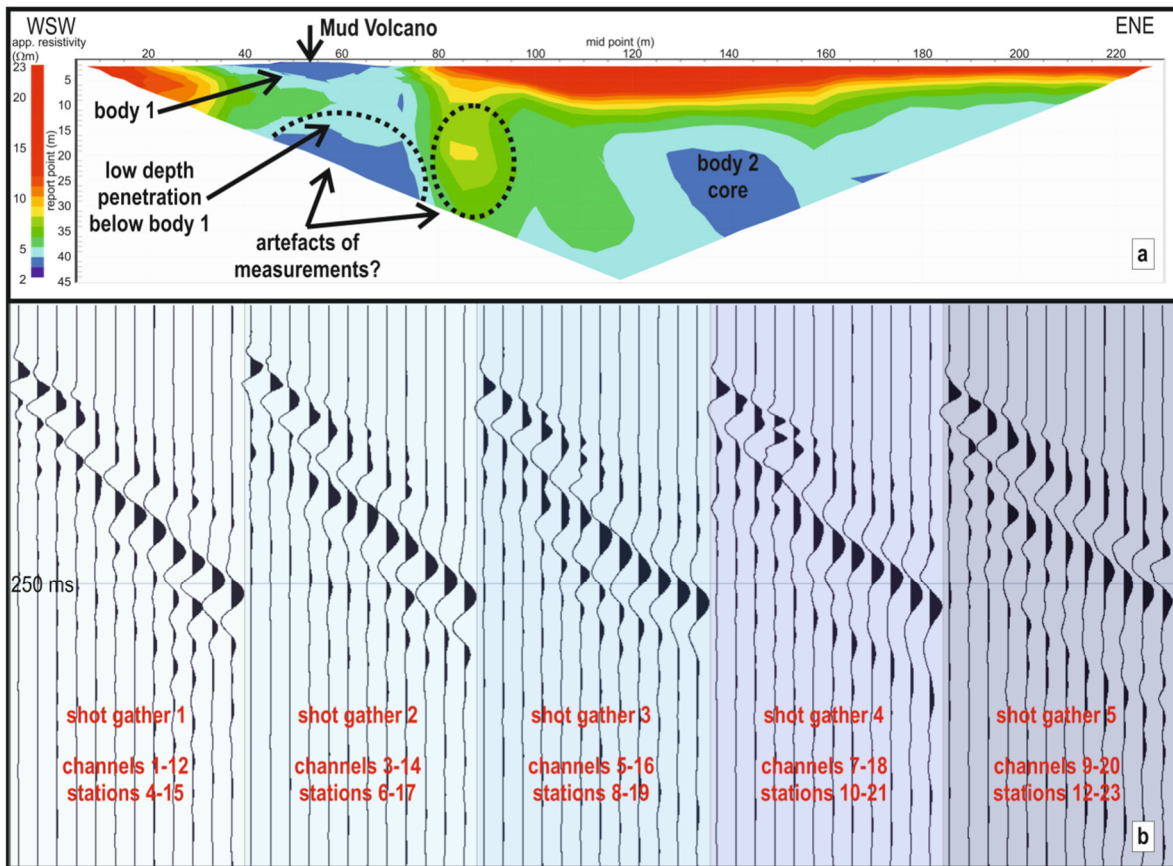 WSW
Mud Volcano
ENE
app. resistivity
(Ωm)
mid point (m)
20 40 60 80 100 120 140 160 180 200 220
23
20
15
10
5
2
report point (m)
5
10
15
20
25
30
35
40
45
body 1
low depth
penetration
below body 1
artefacts of
measurements?
body 2
core
a
250 ms
shot gather 1
channels 1-12
stations 4-15
shot gather 2
channels 3-14
stations 6-17
shot gather 3
channels 5-16
stations 8-19
shot gather 4
channels 7-18
stations 10-21
shot gather 5
channels 9-20
stations 12-23
b